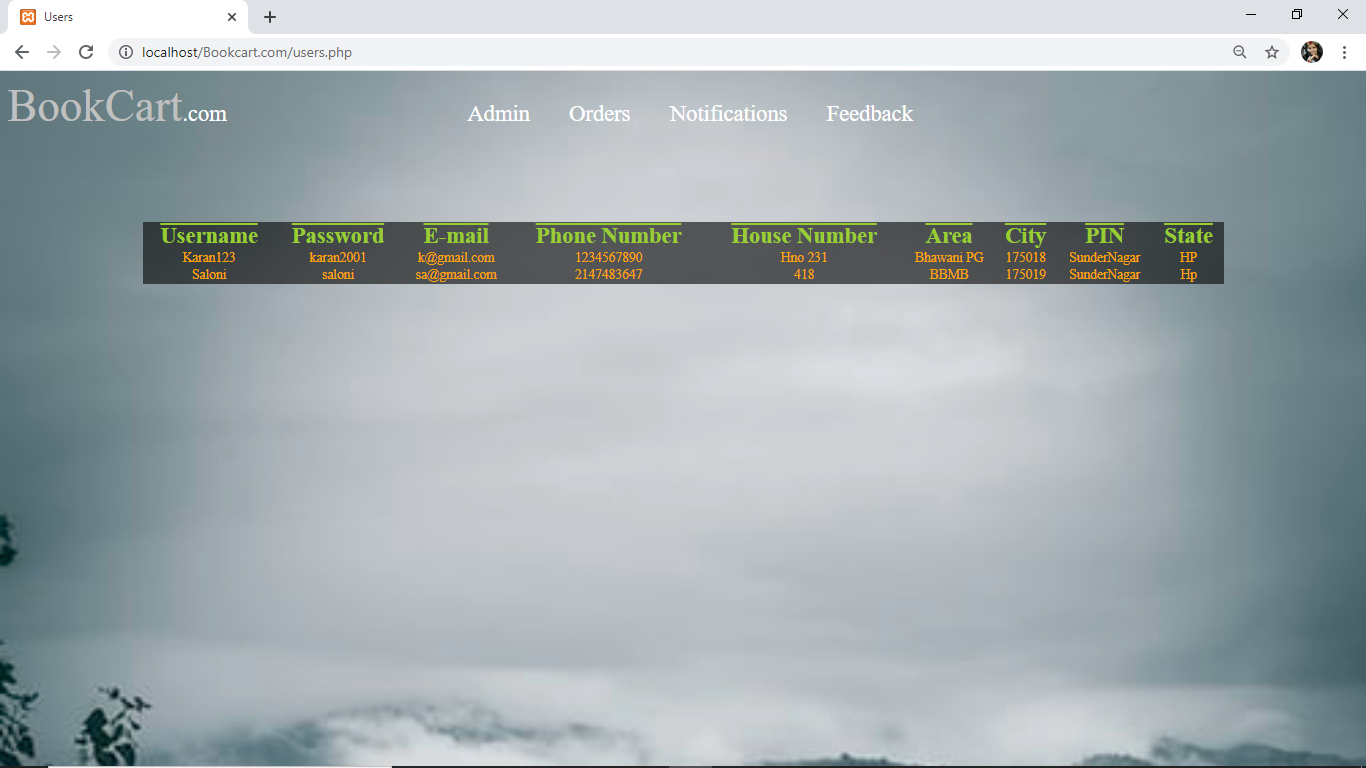 Users
localhost/Bookcart.com/users.php
BookCart.com Admin Orders Notifications Feedback
Username Password E-mail Phone Number House Number Area City PIN State
Karan123 karan2001 k@gmail.com 1234567890 Hno 231 Bhawani PG 175018 SunderNagar HP
Saloni saloni sa@gmail.com 2147483647 418 BBMB 175019 SunderNagar Hp